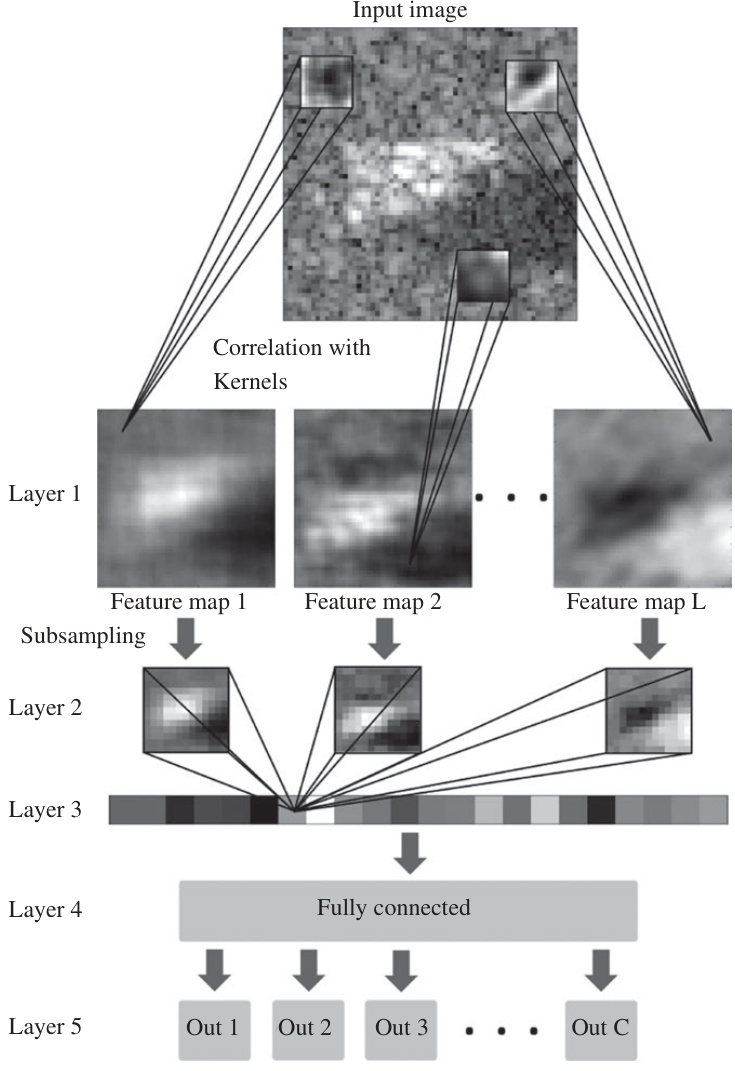 Input image
Correlation with
Kernels
Layer 1
Feature map 1
Feature map 2
Feature map L
Subsampling
Layer 2
Layer 3
Layer 4
Fully connected
Layer 5
Out 1
Out 2
Out 3
Out C